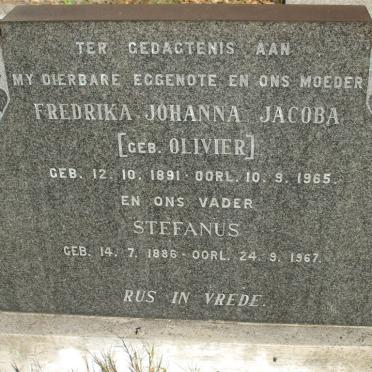 TER GEDAGTENIS AAN
MY DIERBARE EGGENOTE EN ONS MOEDER
FREDRIKA JOHANNA JACOBA
[GEB. OLIVIER]
GEB. 12. 10. 1891 - OORL. 10. 9. 1965.
EN ONS VADER
STEFANUS
GEB. 14. 7. 1886 - OORL. 24. 9. 1967.
RUS IN VREDE.